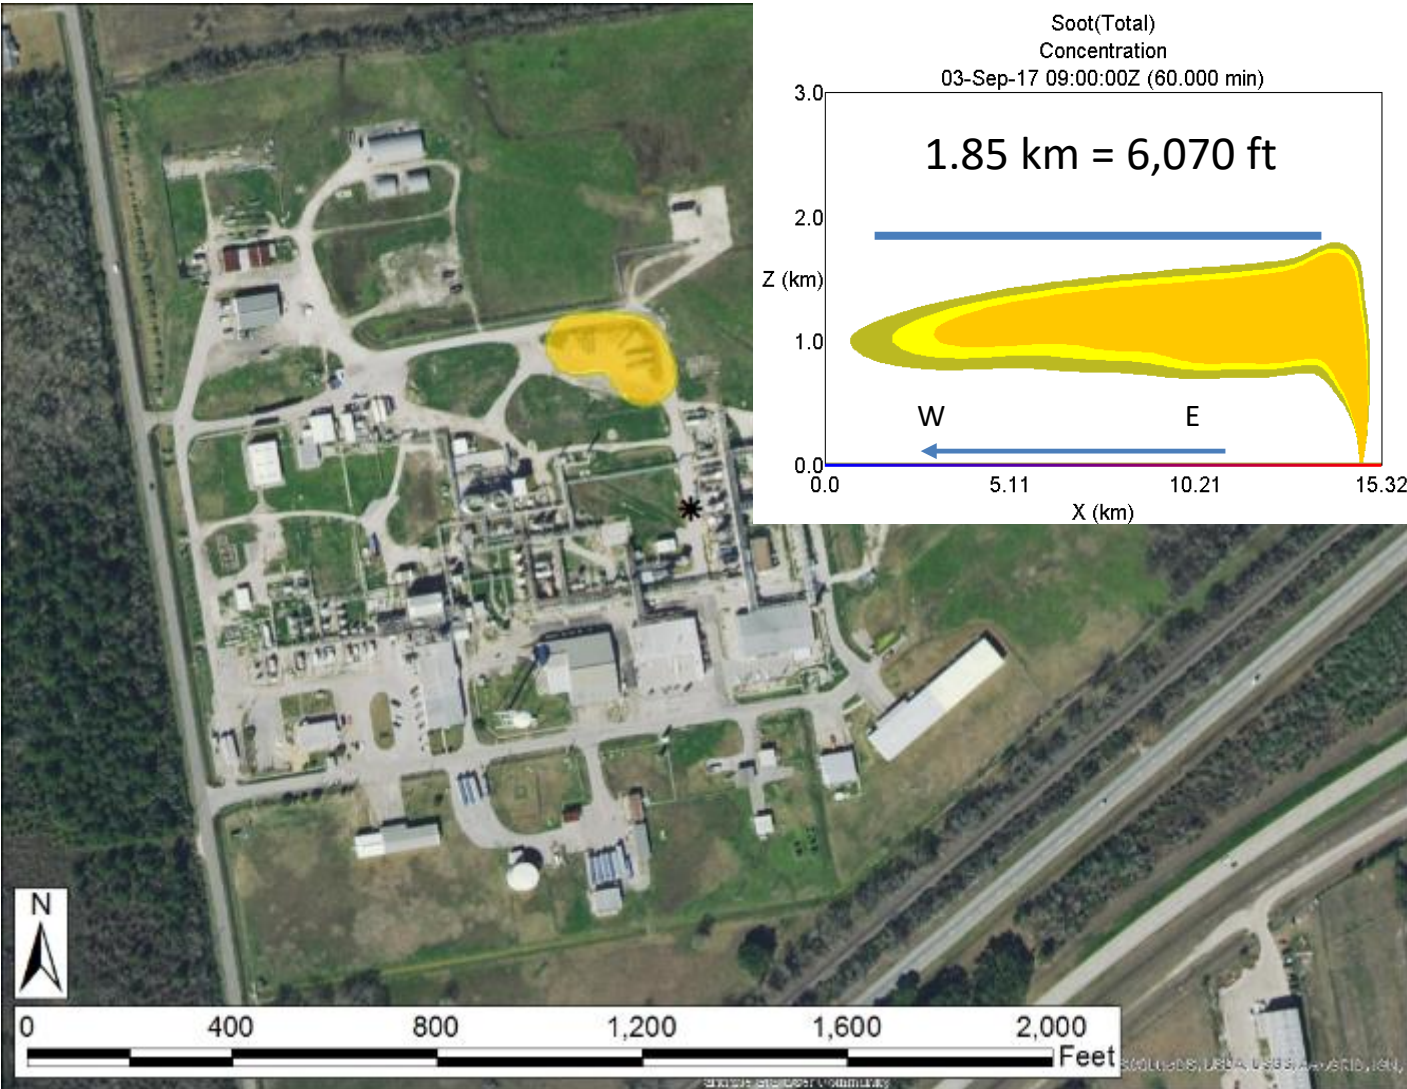 Soot(Total)
Concentration
03-Sep-17 09:00:00Z (60.000 min)
3.0
1.85 km = 6,070 ft
2.0
Z (km)
1.0
W E
0.0
0.0 5.11 10.21 15.32
X (km)
N
0 400 800 1,200 1,600 2,000
Feet
User Community